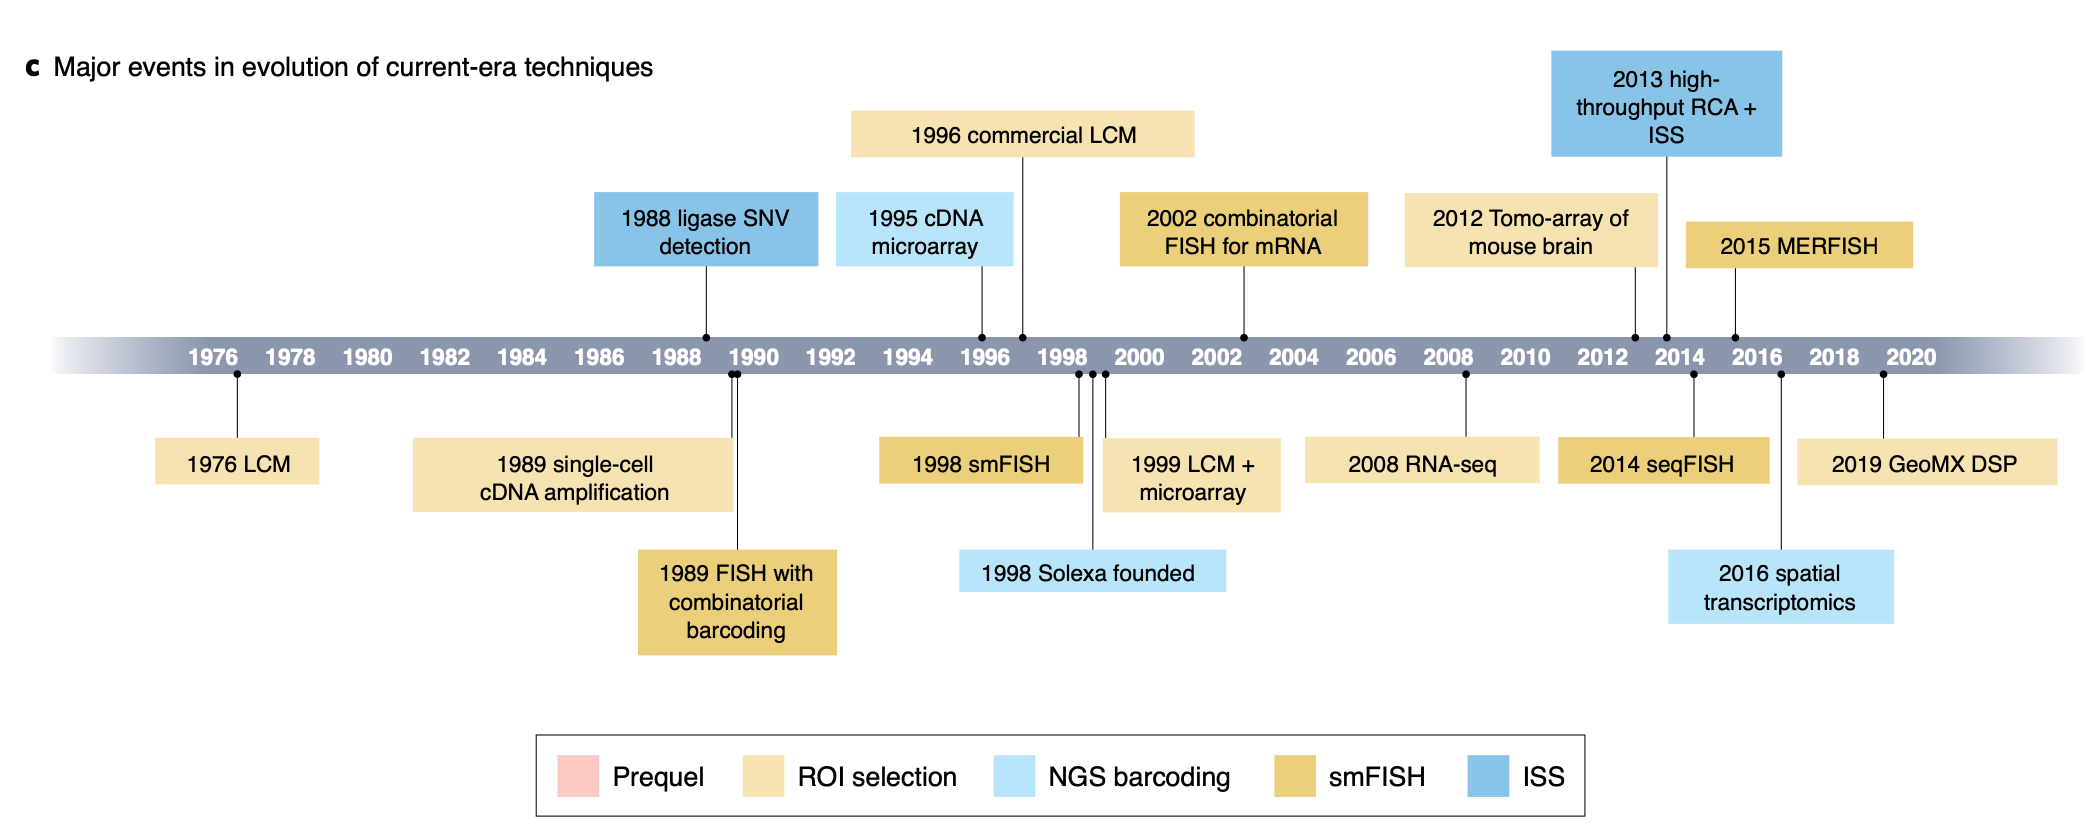 c Major events in evolution of current-era techniques
2013 high-
throughput RCA +
ISS
1996 commercial LCM
1988 ligase SNV
detection
1995 cDNA
microarray
2002 combinatorial
FISH for mRNA
2012 Tomo-array of
mouse brain
2015 MERFISH
1976 1978 1980 1982 1984 1986 1988 1990 1992 1994 1996 1998 2000 2002 2004 2006 2008 2010 2012 2014 2016 2018 2020
1976 LCM
1989 single-cell
cDNA amplification
1998 smFISH
1999 LCM +
microarray
2008 RNA-seq
2014 seqFISH
2019 GeoMX DSP
1989 FISH with
combinatorial
barcoding
1998 Solexa founded
2016 spatial
transcriptomics
Prequel ROI selection NGS barcoding smFISH ISS